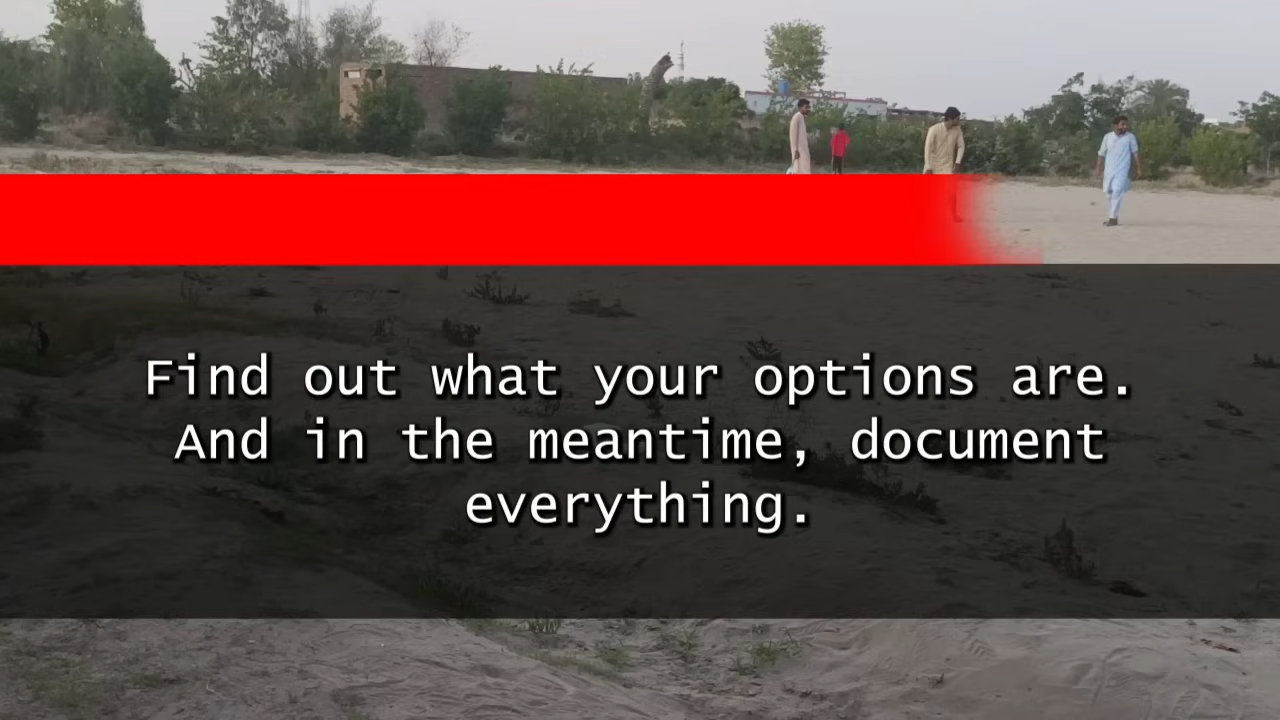 Find out what your options are.
And in the meantime, document
everything.